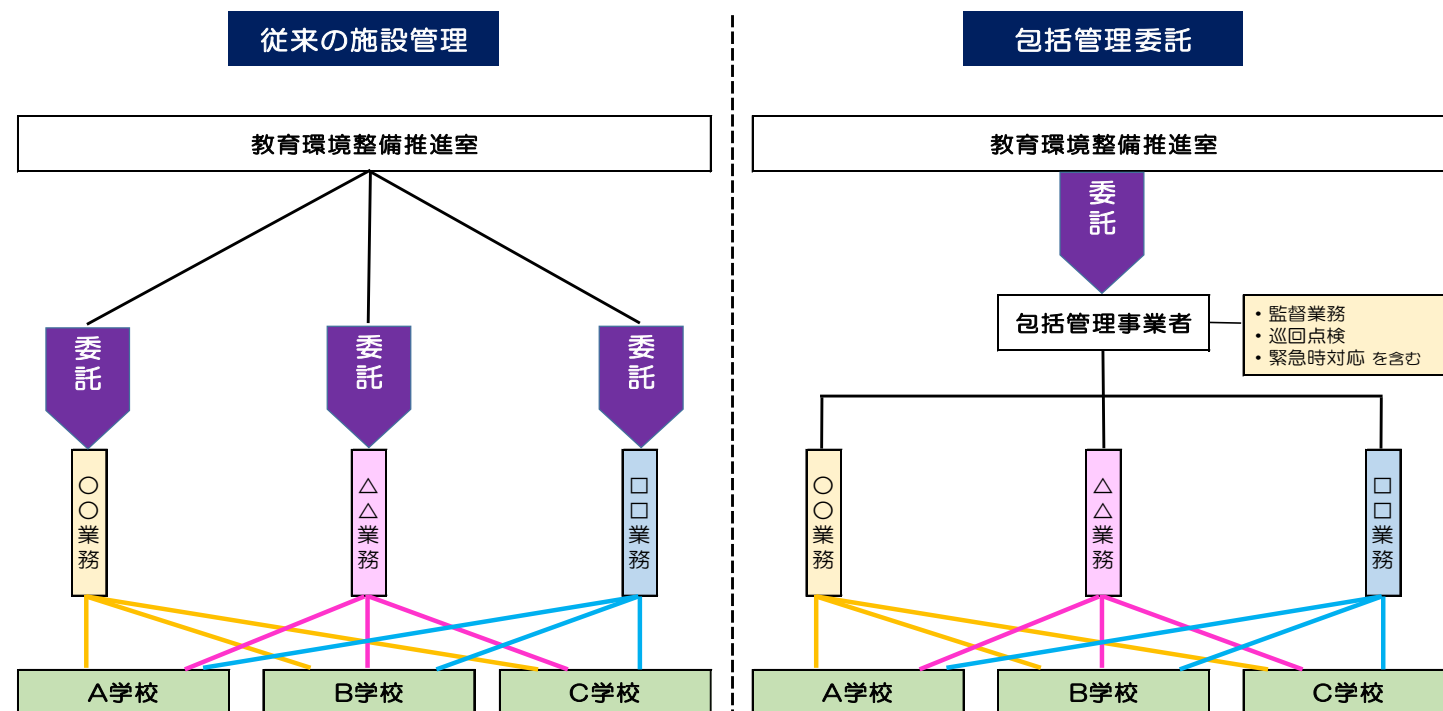 従来の施設管理
教育環境整備推進室
委託
委託
委託
〇〇業務
△△業務
□□業務
A学校
B学校
C学校
包括管理委託
教育環境整備推進室
委託
包括管理事業者
・監督業務
・巡回点検
・緊急時対応 を含む
〇〇業務
△△業務
□□業務
A学校
B学校
C学校